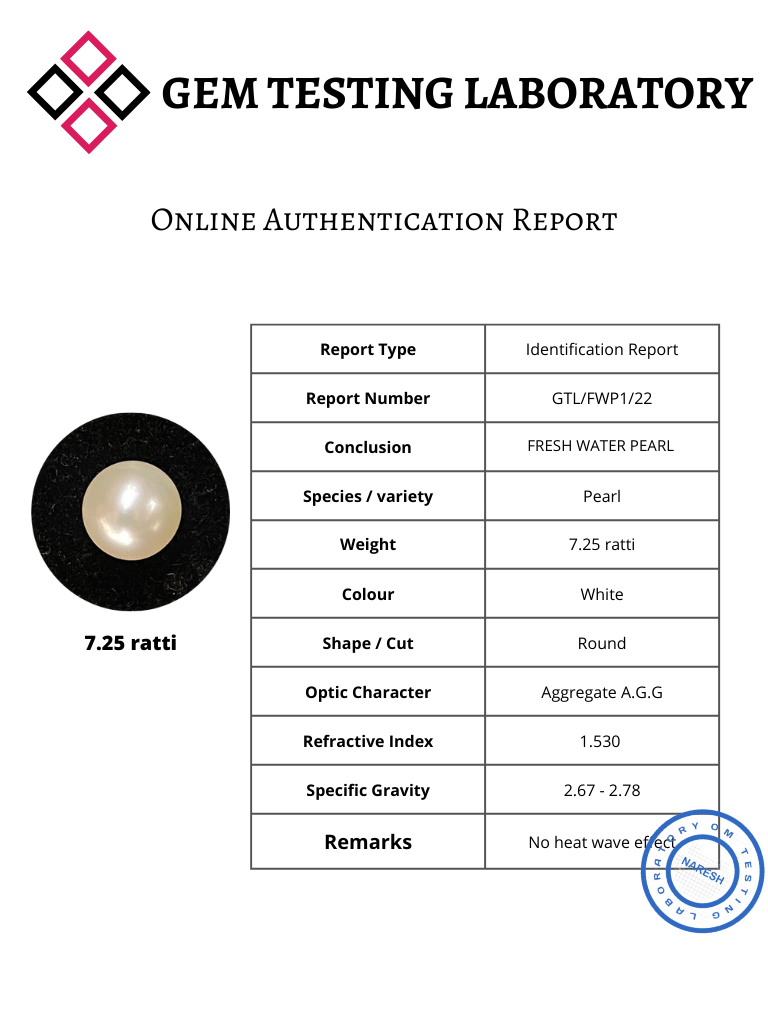 GEM TESTING LABORATORY
Online Authentication Report
Report Type Identification Report
Report Number GTL/FWP1/22
Conclusion FRESH WATER PEARL
Species / variety Pearl
Weight 7.25 ratti
Colour White
Shape / Cut Round
Optic Character Aggregate A.G.G
Refractive Index 1.530
Specific Gravity 2.67 - 2.78
Remarks No heat wave effect
7.25 ratti
OM TESTING LABORATORY
NARESH